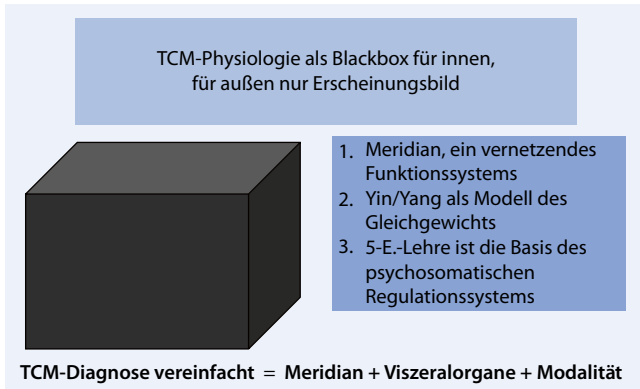 TCM-Physiologie als Blackbox für innen,
für außen nur Erscheinungsbild
1. Meridian, ein vernetzendes
Funktionssystems
2. Yin/Yang als Modell des
Gleichgewichts
3. 5-E.-Lehre ist die Basis des
psychosomatischen
Regulationssystems
TCM-Diagnose vereinfacht = Meridian + Viszeralorgane + Modalität